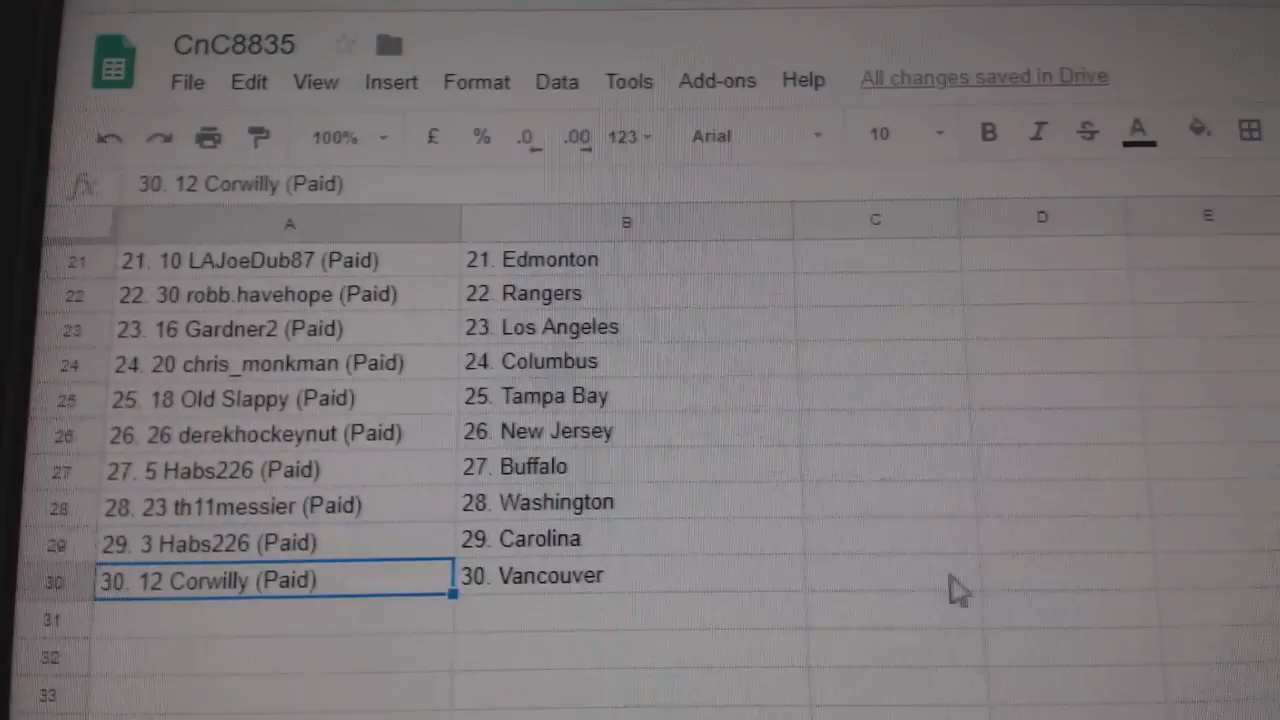 CnC8835
File Edit View Insert Format Data Tools Add-ons Help All changes saved in Drive
100% £ % .0 .00 123 Arial 10 B I S A
fx 30. 12 Corwilly (Paid)
A B C D E
21 21. 10 LAJoeDub87 (Paid) 21. Edmonton
22 22. 30 robb.havehope (Paid) 22. Rangers
23 23. 16 Gardner2 (Paid) 23. Los Angeles
24 24. 20 chris_monkman (Paid) 24. Columbus
25 25. 18 Old Slappy (Paid) 25. Tampa Bay
26 26. 26 derekhockeynut (Paid) 26. New Jersey
27 27. 5 Habs226 (Paid) 27. Buffalo
28 28. 23 th11messier (Paid) 28. Washington
29 29. 3 Habs226 (Paid) 29. Carolina
30 30. 12 Corwilly (Paid) 30. Vancouver
31
32
33